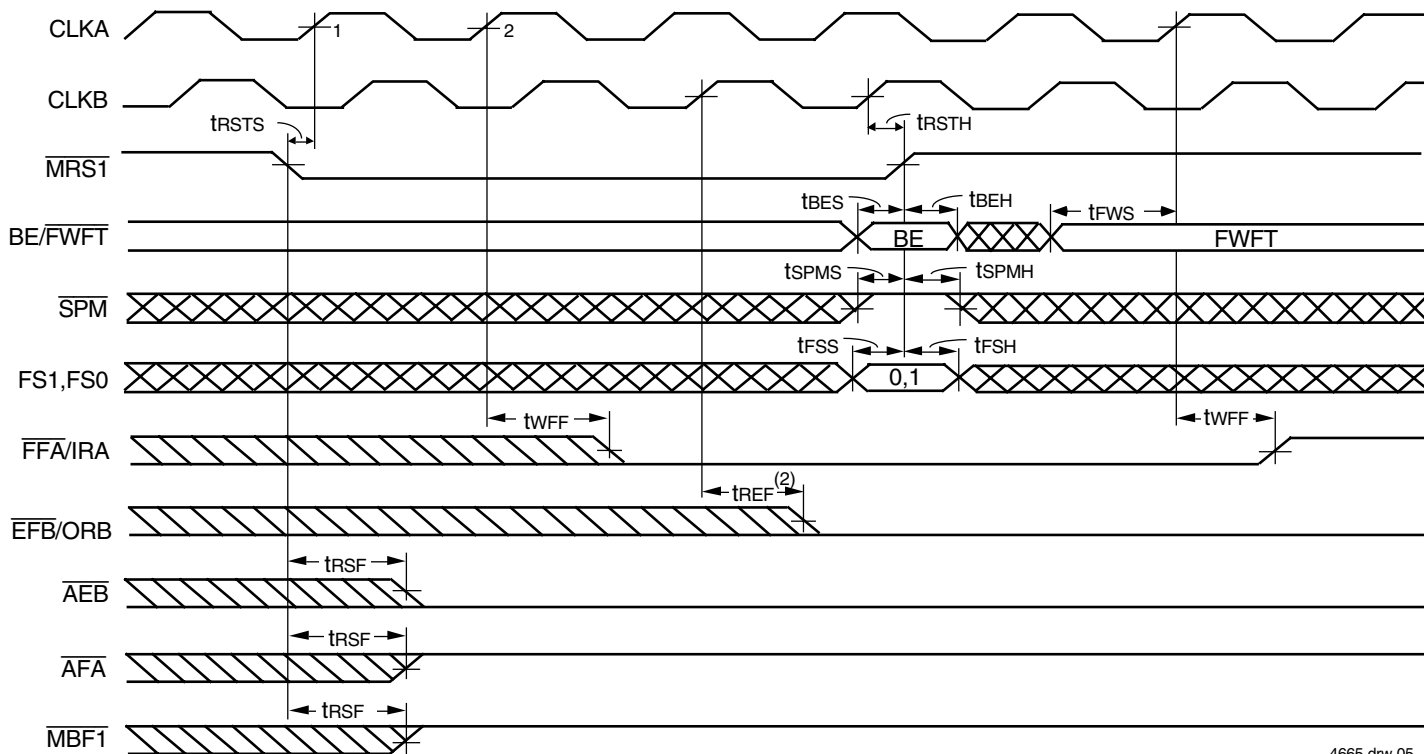 CLKA
1
2
CLKB
tRSTS
tRSTH
MRS1
tBES
tBEH
tFWS
BE/FWFT
BE
FWFT
tSPMS
tSPMH
SPM
tFSS
tFSH
FS1,FS0
0,1
tWFF
tWFF
FFA/IRA
tREF(2)
EFB/ORB
tRSF
AEB
tRSF
AFA
tRSF
MBF1
4665 drw 05